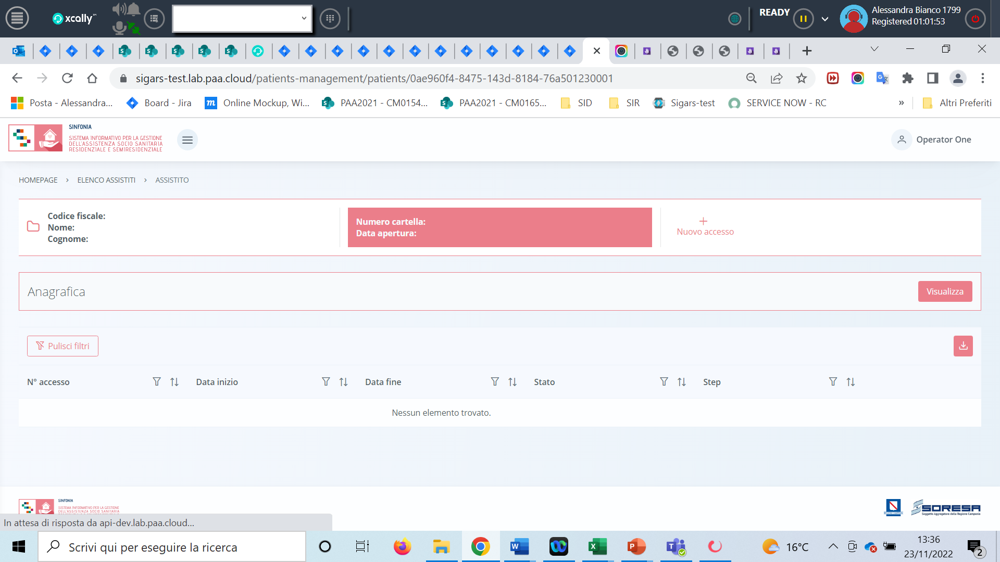 xcally
READY
Alessandra Bianco 1799
Registered 01:01:53
sigars-test.lab.paa.cloud/patients-management/patients/0ae960f4-8475-143d-8184-76a501230001
Posta - Alessandra...
Board - Jira
Online Mockup, Wi...
PAA2021 - CM0154...
PAA2021 - CM0165...
SID
SIR
Sigars-test
SERVICE NOW - RC
»
Altri Preferiti
SINFONIA
SISTEMA INFORMATIVO PER LA GESTIONE
DELL'ASSISTENZA SOCIO SANITARIA
RESIDENZIALE E SEMIRESIDENZIALE
Operator One
HOMEPAGE > ELENCO ASSISTITI > ASSISTITO
Codice fiscale:
Nome:
Cognome:
Numero cartella:
Data apertura:
Nuovo accesso
Anagrafica
Visualizza
Pulisci filtri
N° accesso
Data inizio
Data fine
Stato
Step
Nessun elemento trovato.
SINFONIA
SISTEMA INFORMATIVO PER LA GESTIONE
DELL'ASSISTENZA SOCIO SANITARIA
SORESA
Soggetto Aggregatore della Regione Campania
In attesa di risposta da api-dev.lab.paa.cloud...
Scrivi qui per eseguire la ricerca
16°C
13:36
23/11/2022
2